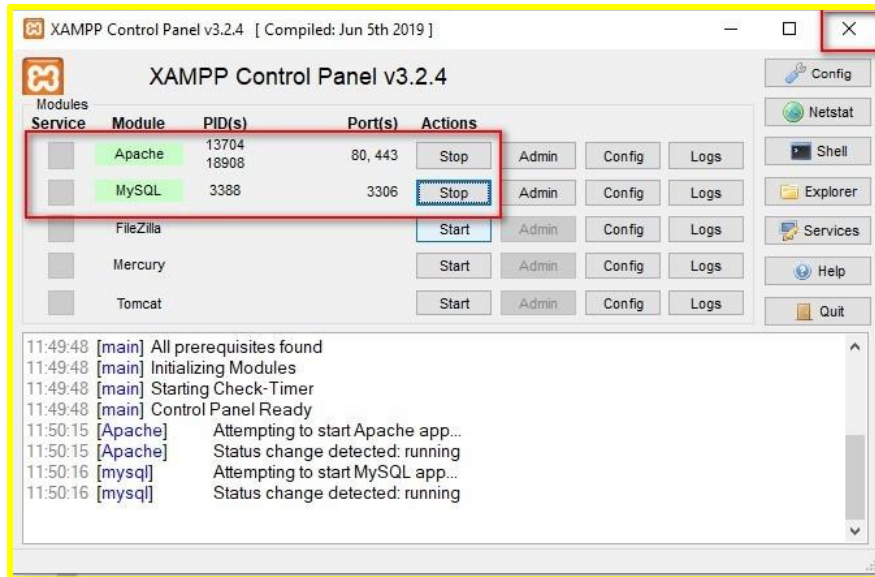 XAMPP Control Panel v3.2.4 [ Compiled: Jun 5th 2019 ]
XAMPP Control Panel v3.2.4
Config
Modules
Service Module PID(s) Port(s) Actions
Netstat
Apache 13704 18908 80, 443 Stop Admin Config Logs
Shell
MySQL 3388 3306 Stop Admin Config Logs
Explorer
FileZilla Start Admin Config Logs
Services
Mercury Start Admin Config Logs
Help
Tomcat Start Admin Config Logs
Quit
11:49:48 [main] All prerequisites found
11:49:48 [main] Initializing Modules
11:49:48 [main] Starting Check-Timer
11:49:48 [main] Control Panel Ready
11:50:15 [Apache] Attempting to start Apache app...
11:50:15 [Apache] Status change detected: running
11:50:16 [mysql] Attempting to start MySQL app...
11:50:16 [mysql] Status change detected: running